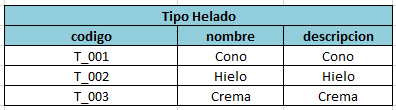 Tipo Helado
codigo nombre descripcion
T_001 Cono Cono
T_002 Hielo Hielo
T_003 Crema Crema